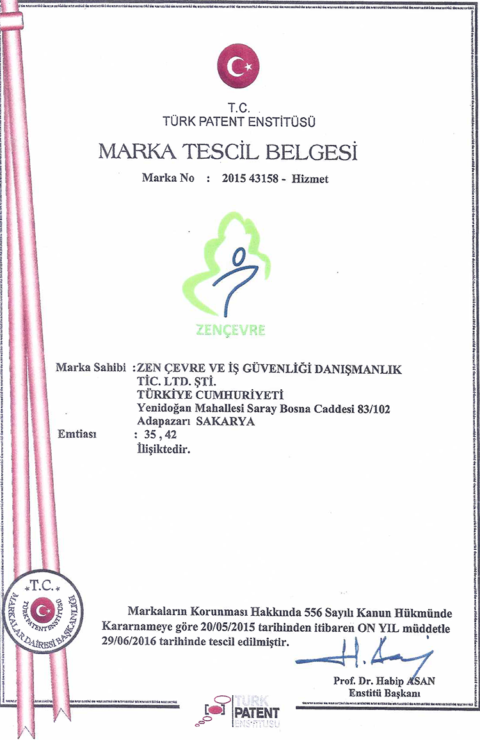 T.C.
TÜRK PATENT ENSTİTÜSÜ
MARKA TESCİL BELGESİ
Marka No : 2015 43158 - Hizmet
ZENÇEVRE
Marka Sahibi : ZEN ÇEVRE VE İŞ GÜVENLİĞİ DANIŞMANLIK
TİC. LTD. ŞTİ.
TÜRKİYE CUMHURİYETİ
Yenidoğan Mahallesi Saray Bosna Caddesi 83/102
Adapazarı SAKARYA
Emtiası : 35 , 42
İlişiktedir.
T.C.
TÜRK PATENT ENSTİTÜSÜ
MARKALAR DAİRESİ BAŞKANLIĞI
Markaların Korunması Hakkında 556 Sayılı Kanun Hükmünde
Kararnameye göre 20/05/2015 tarihinden itibaren ON YIL müddetle
29/06/2016 tarihinde tescil edilmiştir.
Prof. Dr. Habip ASAN
Enstitü Başkanı
TÜRK
PATENT
ENSTİTÜSÜ